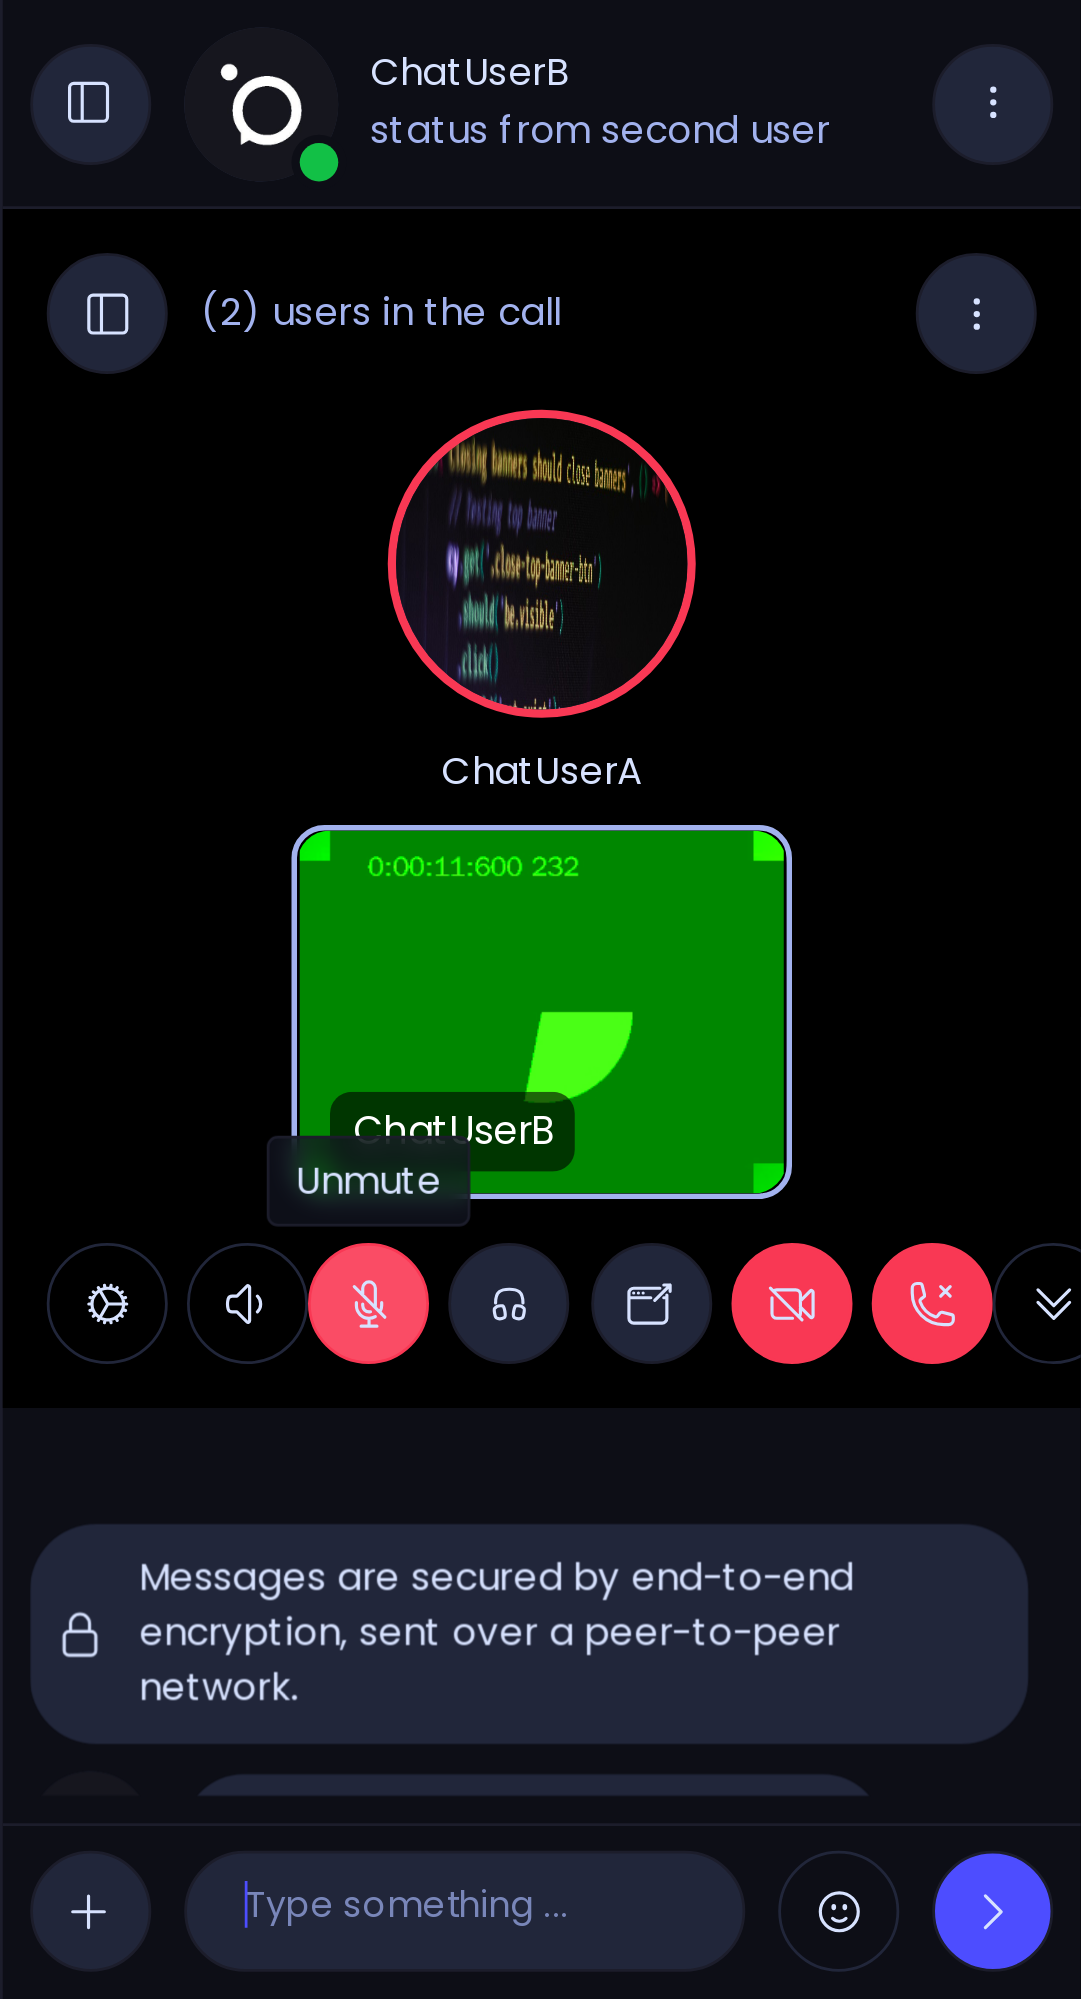 ChatUserB
status from second user
(2) users in the call
closing banners should close banners', ()
// Testing top banner
cy.get('.close-top-banner-btn')
.should('be.visible')
.click()
ChatUserA
0:00:11:600 232
ChatUserB
Unmute
Messages are secured by end-to-end
encryption, sent over a peer-to-peer
network.
Type something ...